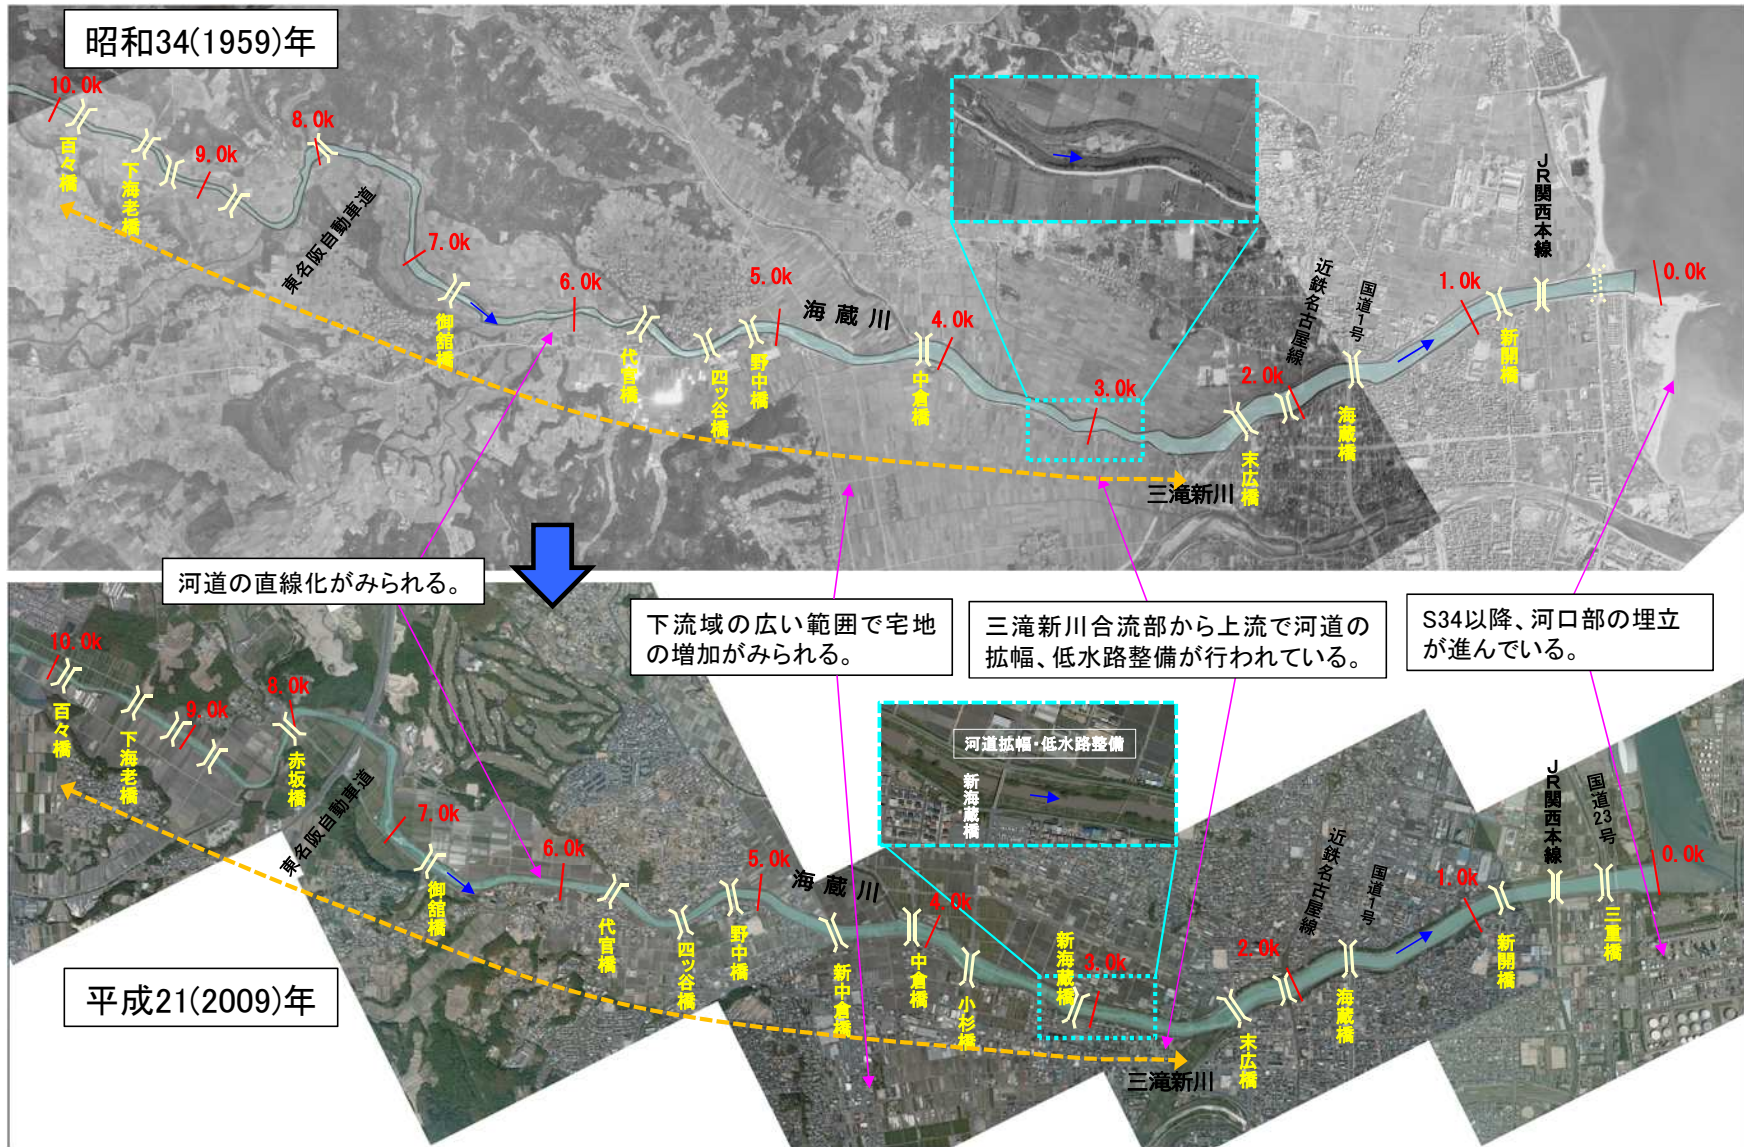 昭和34(1959)年
10.0k
百々橋
下海老橋
9.0k
8.0k
東名阪自動車道
7.0k
御舘橋
6.0k
代官橋
四ッ谷橋
野中橋
5.0k
海蔵川
中倉橋
4.0k
3.0k
三滝新川
末広橋
2.0k
近鉄名古屋線
国道1号
海蔵橋
1.0k
新開橋
JR関西本線
0.0k
河道の直線化がみられる。
下流域の広い範囲で宅地
の増加がみられる。
三滝新川合流部から上流で河道の
拡幅、低水路整備が行われている。
S34以降、河口部の埋立
が進んでいる。
平成21(2009)年
10.0k
百々橋
下海老橋
9.0k
8.0k
赤坂橋
東名阪自動車道
7.0k
御舘橋
6.0k
代官橋
四ッ谷橋
野中橋
5.0k
海蔵川
新中倉橋
中倉橋
4.0k
小杉橋
新海蔵橋
3.0k
河道拡幅・低水路整備
新海蔵橋
三滝新川
末広橋
2.0k
近鉄名古屋線
国道1号
海蔵橋
1.0k
新開橋
JR関西本線
国道23号
三重橋
0.0k